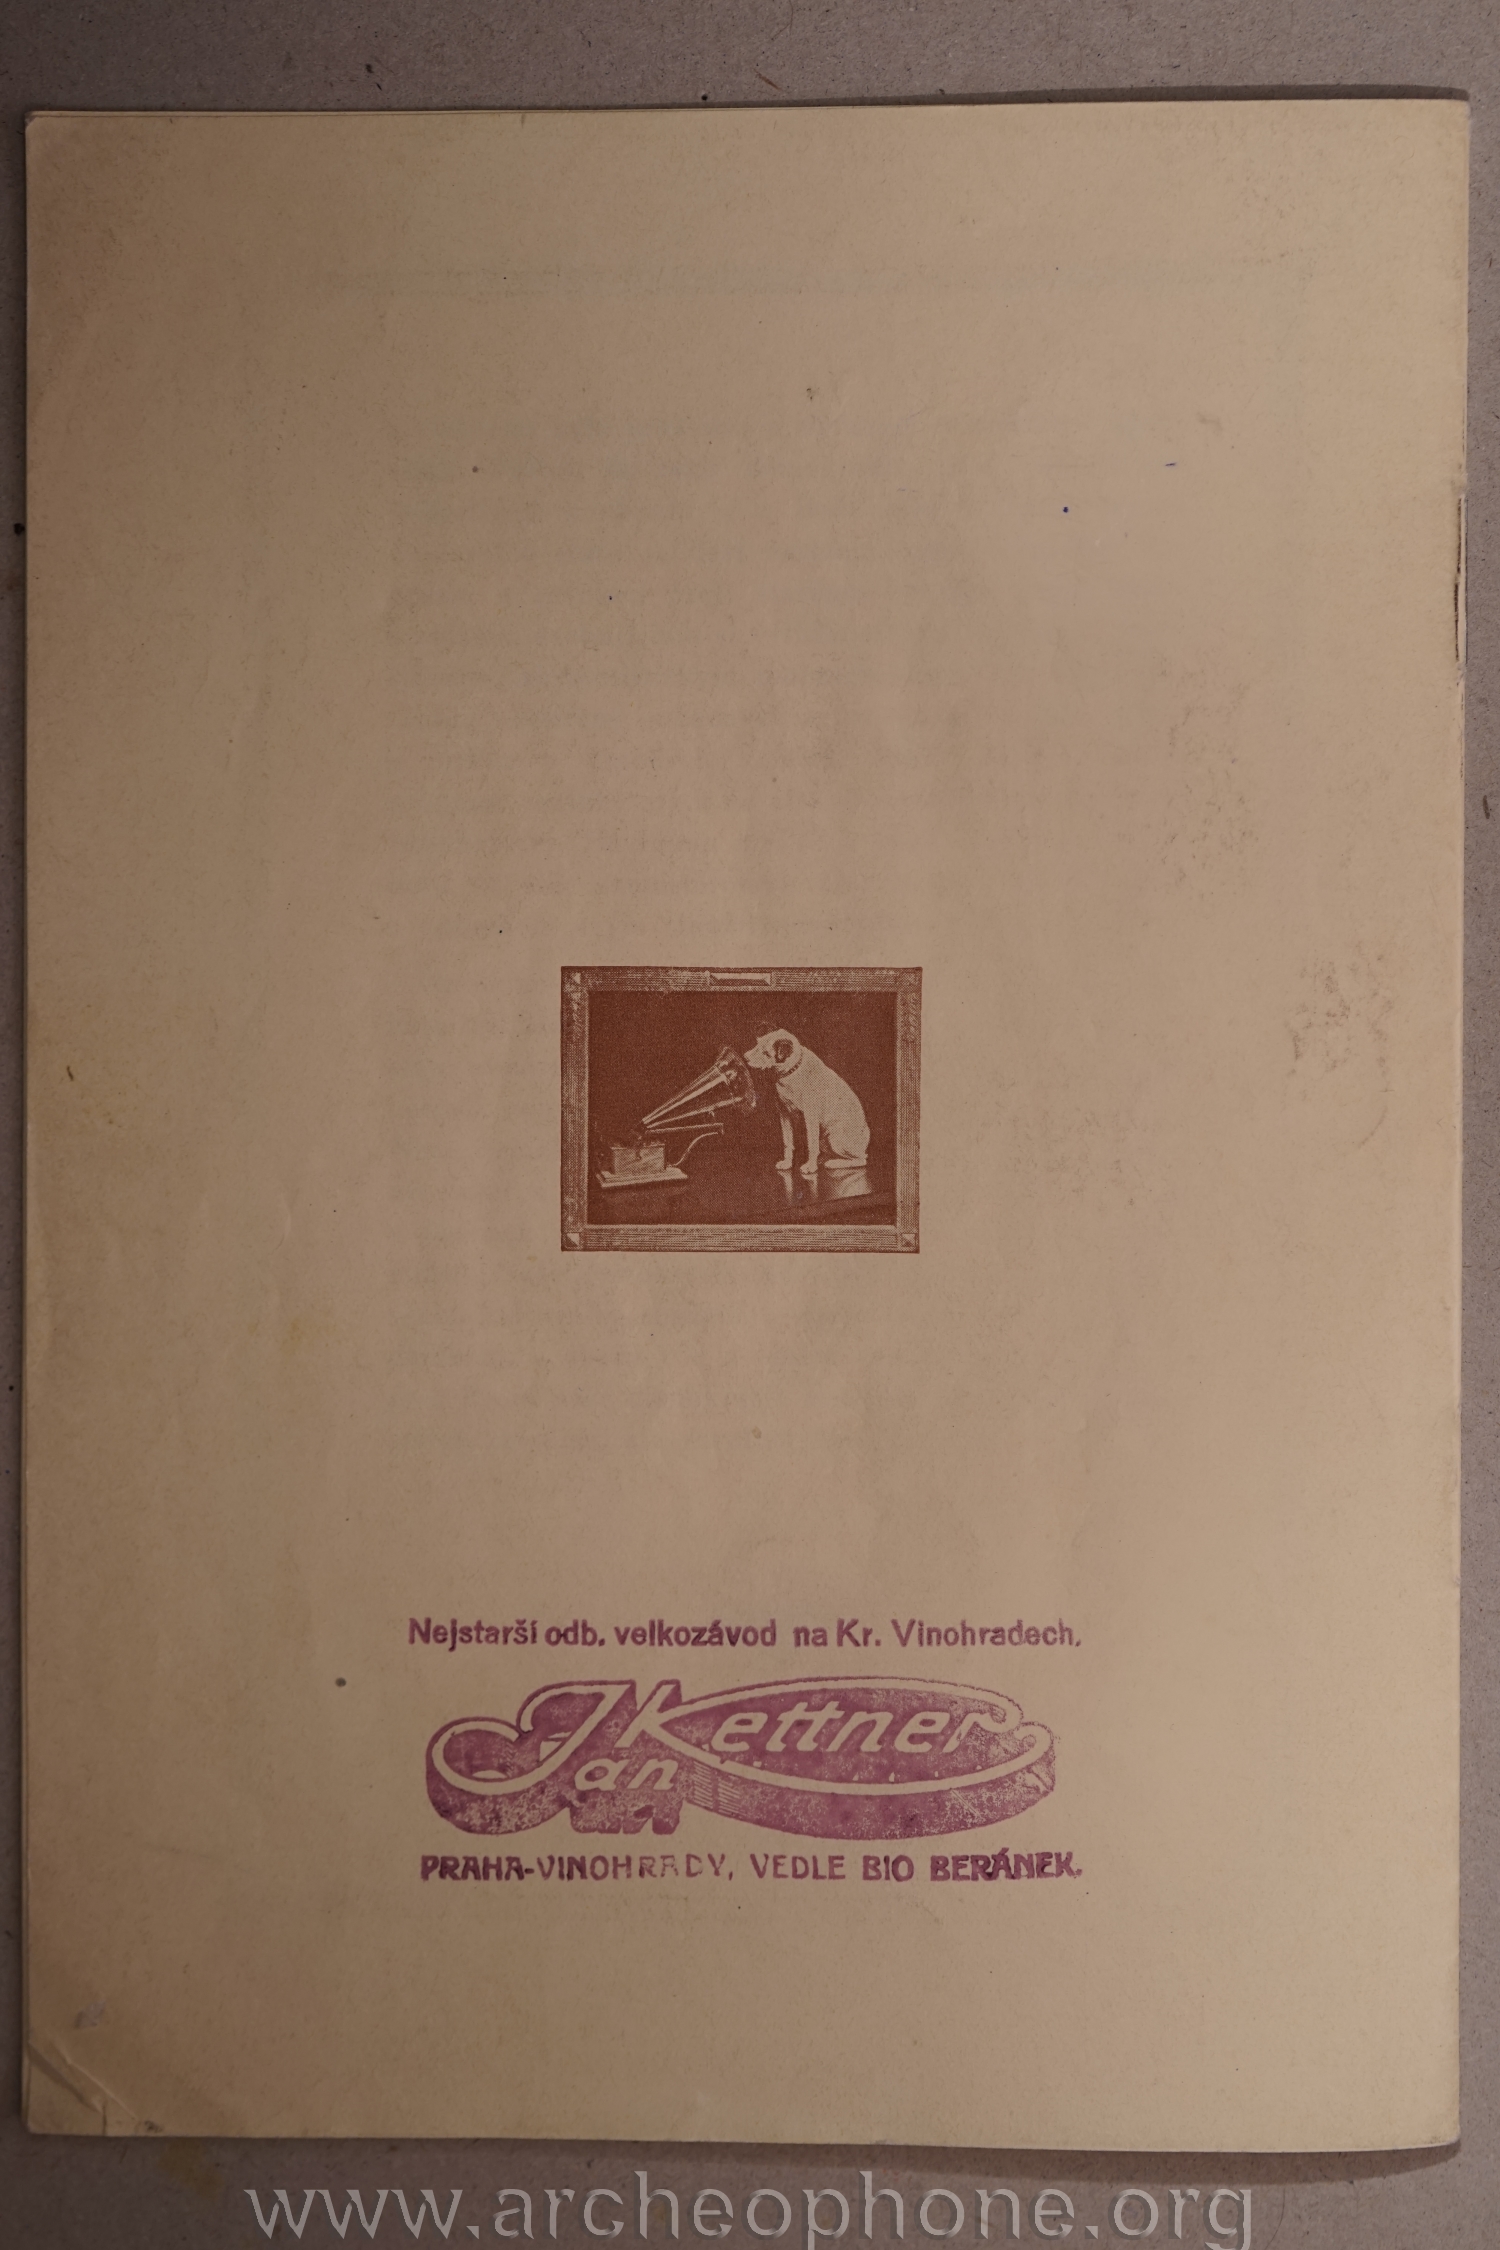 Nejstarší odb. velkozávod na Kr. Vinohradech.
Jan Kettner
PRAHA-VINOHRADY, VEDLE BIO BERÁNEK.
www.archeophone.org